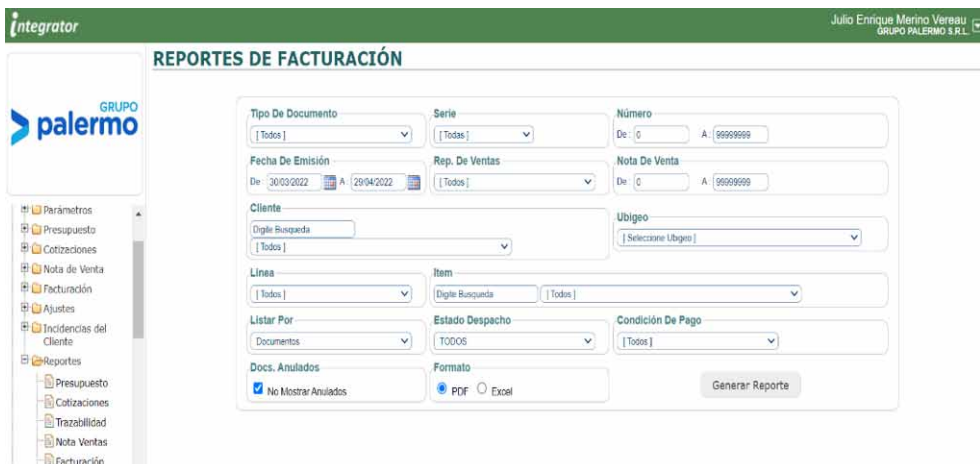 integrator
Julio Enrique Merino Vereau
GRUPO PALERMO S.R.L.
GRUPO
palermo
REPORTES DE FACTURACIÓN
Tipo De Documento
[ Todos ]
Serie
[ Todas ]
Número
De : 0 A : 99999999
Fecha De Emisión
De : 30/03/2022 A : 29/04/2022
Rep. De Ventas
[ Todos ]
Nota De Venta
De : 0 A : 99999999
Cliente
Digite Busqueda
[ Todos ]
Ubigeo
[ Seleccione Ubigeo ]
Linea
[ Todos ]
Item
Digite Busqueda [ Todos ]
Listar Por
Documentos
Estado Despacho
TODOS
Condición De Pago
[ Todos ]
Docs. Anulados
No Mostrar Anulados
Formato
PDF Excel
Generar Reporte
Parámetros
Presupuesto
Cotizaciones
Nota de Venta
Facturación
Ajustes
Incidencias del
Cliente
Reportes
Presupuesto
Cotizaciones
Trazabilidad
Nota Ventas
Facturación